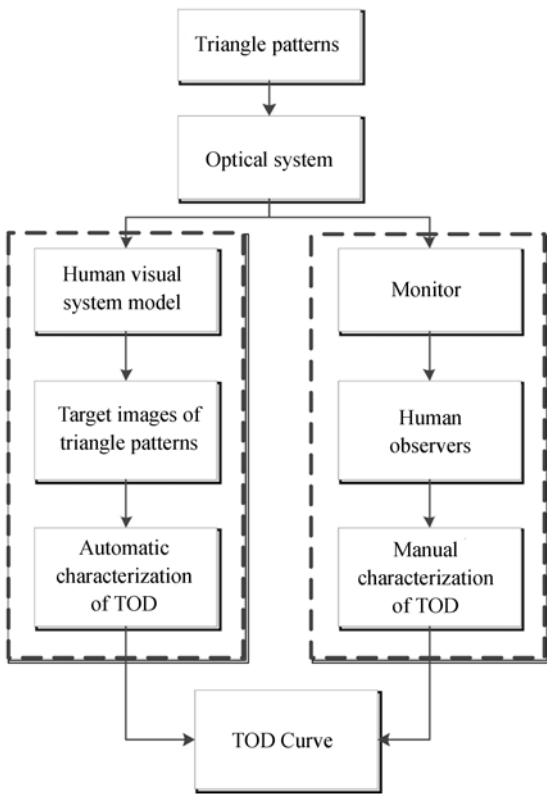 Triangle patterns
Optical system
Human visual
system model
Target images of
triangle patterns
Automatic
characterization
of TOD
Monitor
Human
observers
Manual
characterization
of TOD
TOD Curve